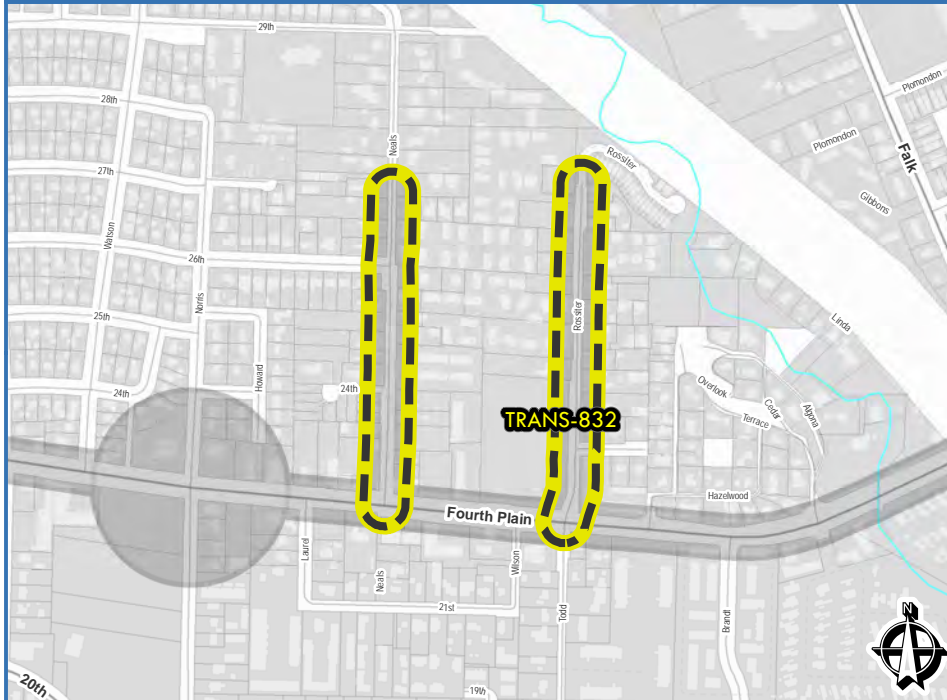 29th
Plomondon
28th
Neals
Plomondon
Falk
Rossiter
27th
Gibbons
Watson
26th
Norris
25th
Rossiter
Linda
Howard
24th
24th
Overlook
Cedar
Algona
Terrace
TRANS-832
Hazelwood
Fourth Plain
Laurel
Wilson
Neals
21st
Todd
Brandt
N
20th
19th